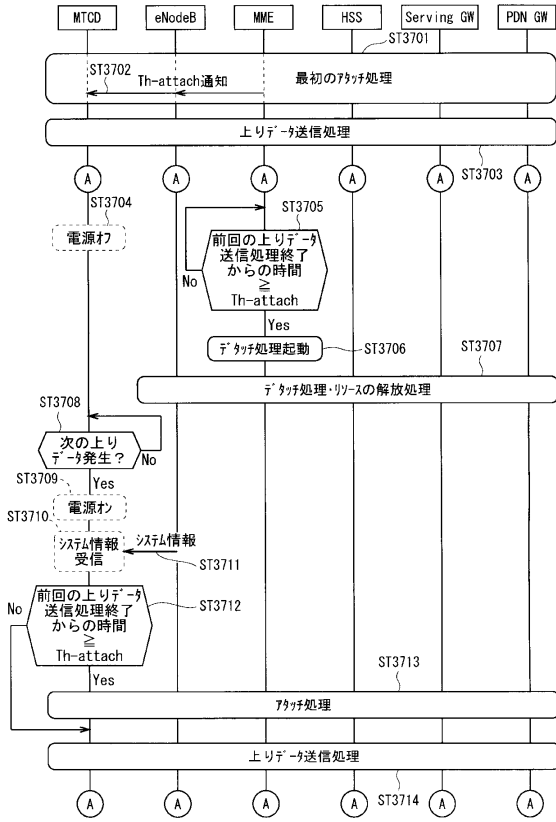 MTCD eNodeB MME HSS Serving GW PDN GW
ST3701
ST3702
Th-attach通知
最初のアタッチ処理
上りデータ送信処理
ST3703
A A A A A A
ST3704
電源オフ
ST3705
前回の上りデータ
送信処理終了
からの時間
≧
Th-attach
No
Yes
デタッチ処理起動
ST3706
ST3707
デタッチ処理・リソースの解放処理
ST3708
次の上り
データ発生?
No
Yes
ST3709
電源オン
ST3710
システム情報
受信
システム情報
ST3711
前回の上りデータ
送信処理終了
からの時間
≧
Th-attach
ST3712
No
Yes
ST3713
アタッチ処理
上りデータ送信処理
ST3714
A A A A A A